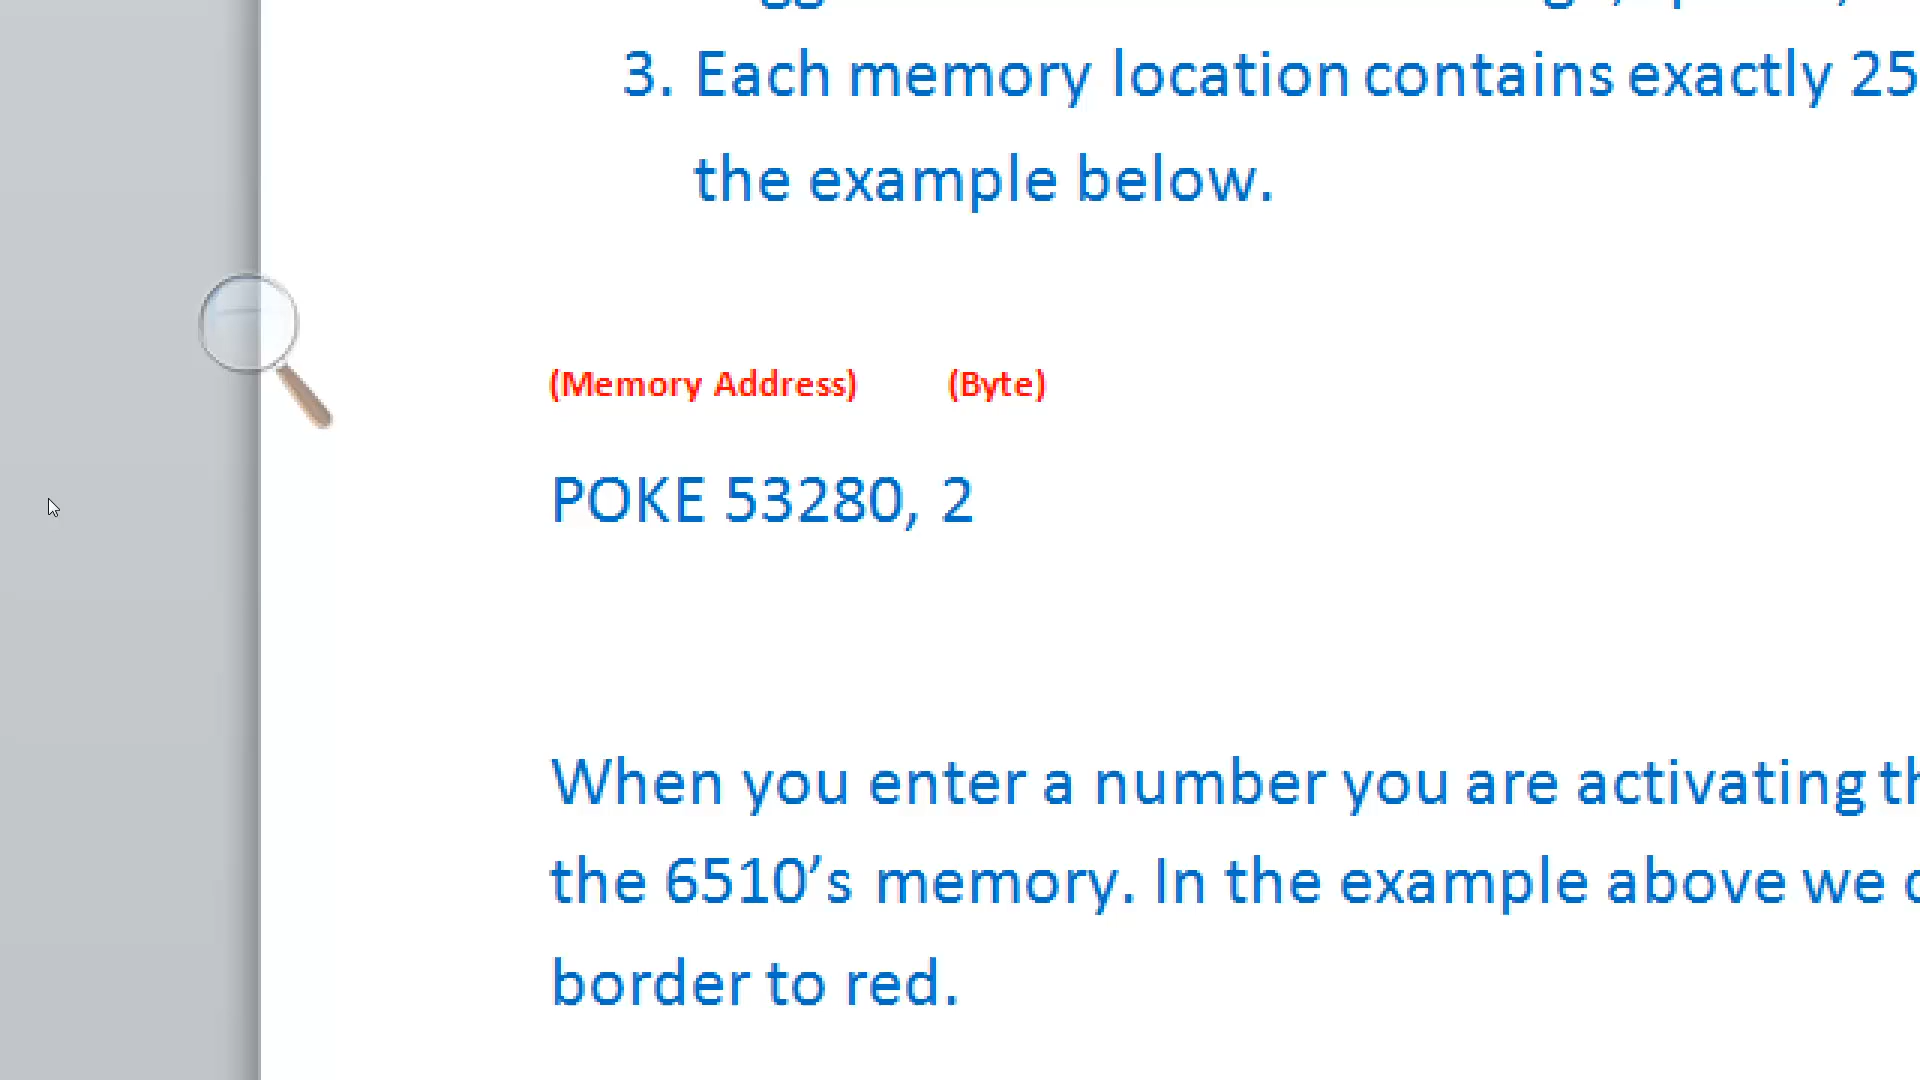 3. Each memory location contains exactly 25
the example below.
(Memory Address) (Byte)
POKE 53280, 2
When you enter a number you are activating th
the 6510’s memory. In the example above we c
border to red.